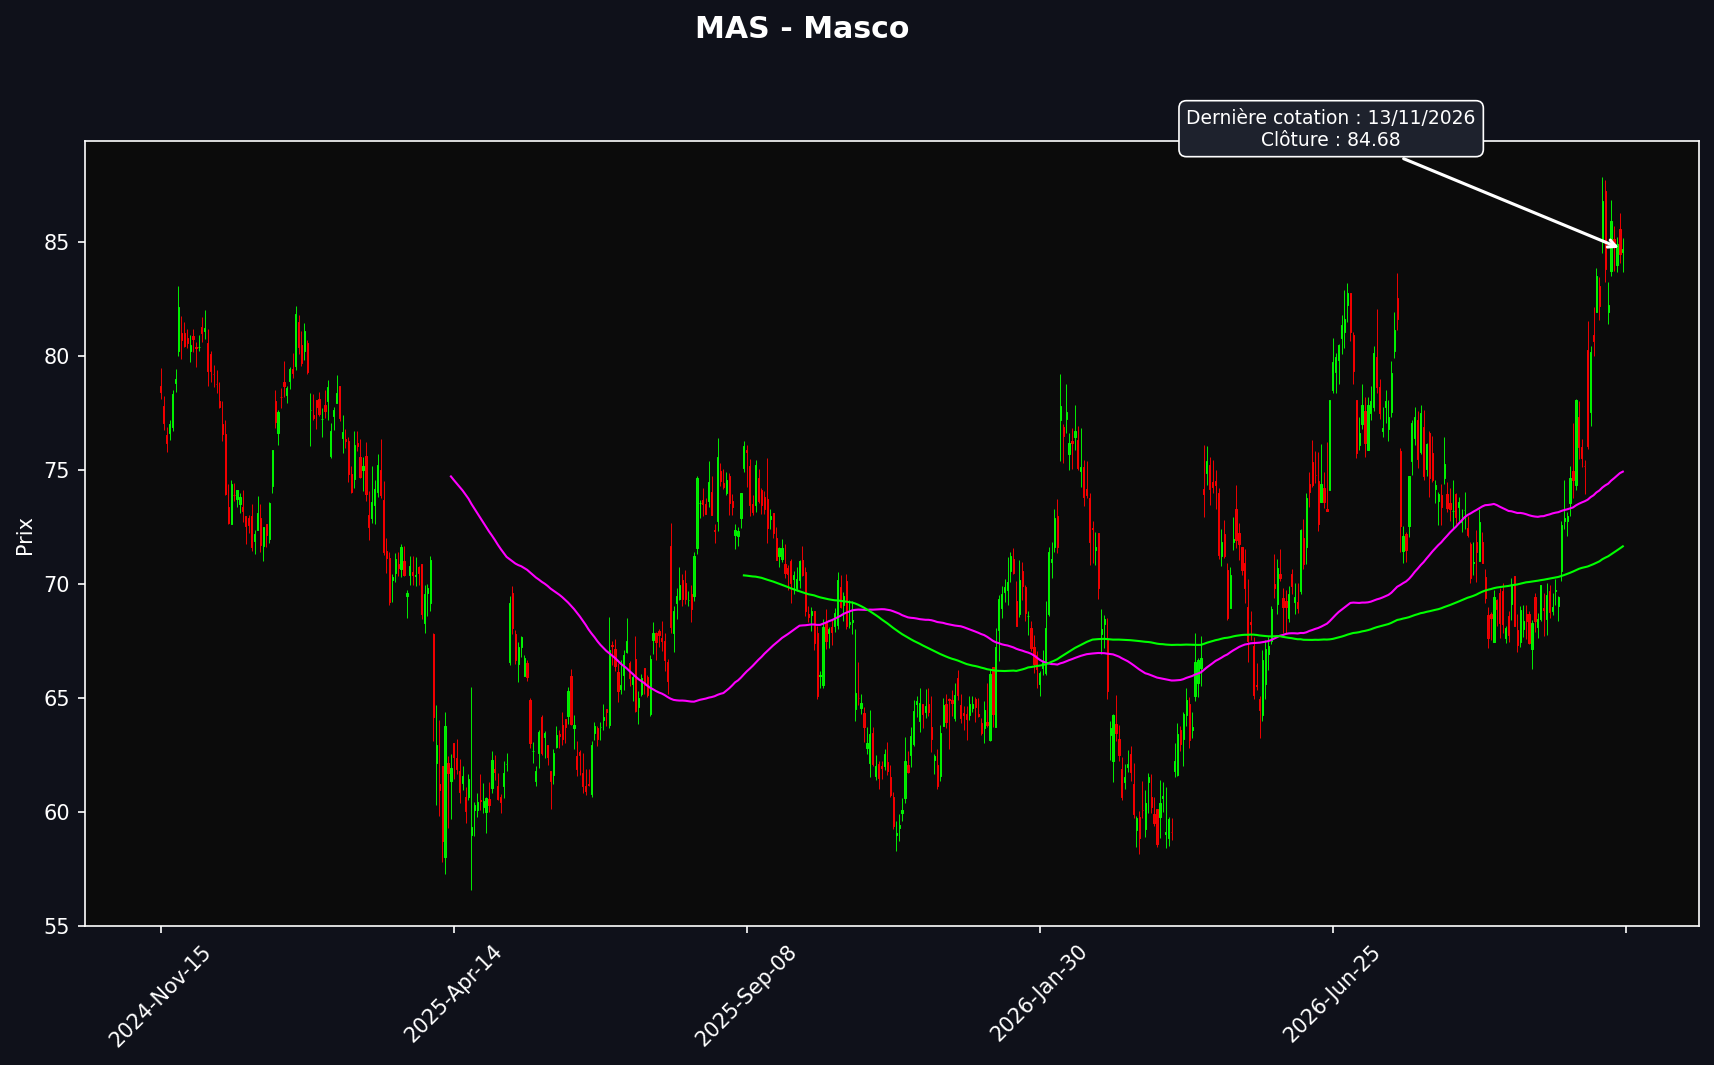 MAS - Masco
Dernière cotation : 13/11/2026
Clôture : 84.68
Prix
85
80
75
70
65
60
55
2024-Nov-15
2025-Apr-14
2025-Sep-08
2026-Jan-30
2026-Jun-25